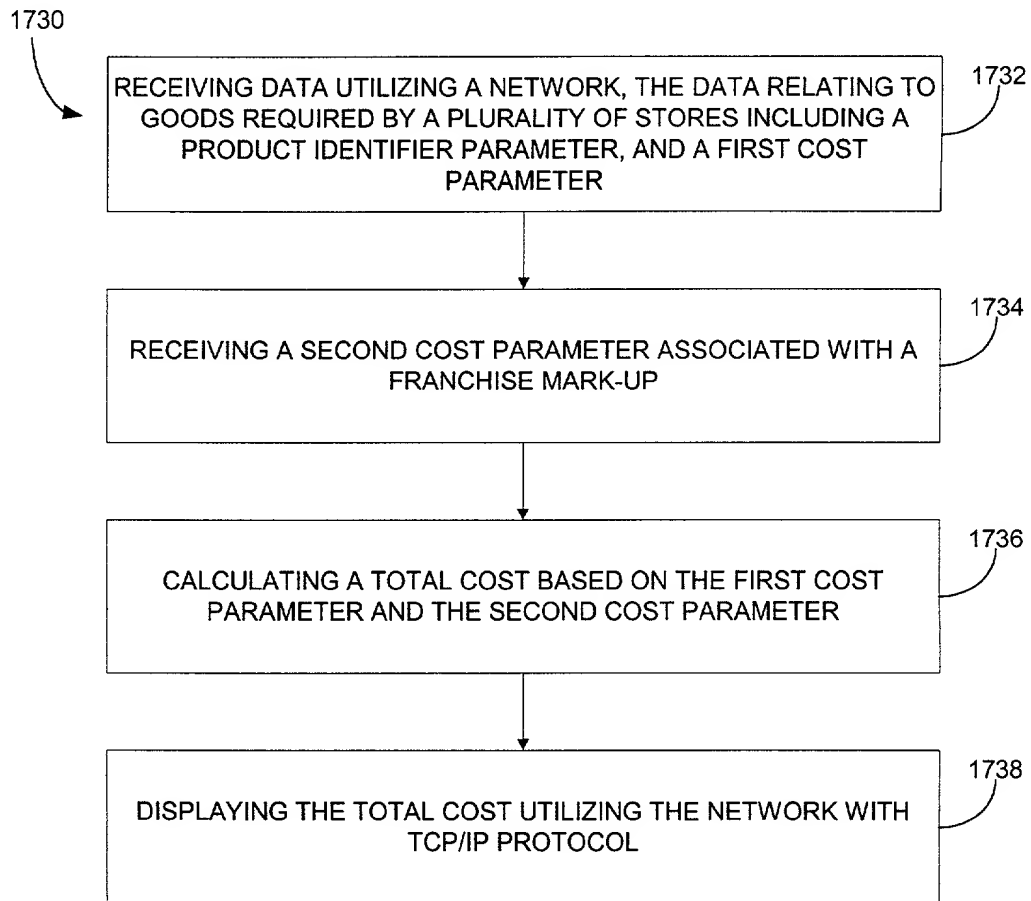 1730
RECEIVING DATA UTILIZING A NETWORK, THE DATA RELATING TO
GOODS REQUIRED BY A PLURALITY OF STORES INCLUDING A
PRODUCT IDENTIFIER PARAMETER, AND A FIRST COST
PARAMETER
1732
RECEIVING A SECOND COST PARAMETER ASSOCIATED WITH A
FRANCHISE MARK-UP
1734
CALCULATING A TOTAL COST BASED ON THE FIRST COST
PARAMETER AND THE SECOND COST PARAMETER
1736
DISPLAYING THE TOTAL COST UTILIZING THE NETWORK WITH
TCP/IP PROTOCOL
1738